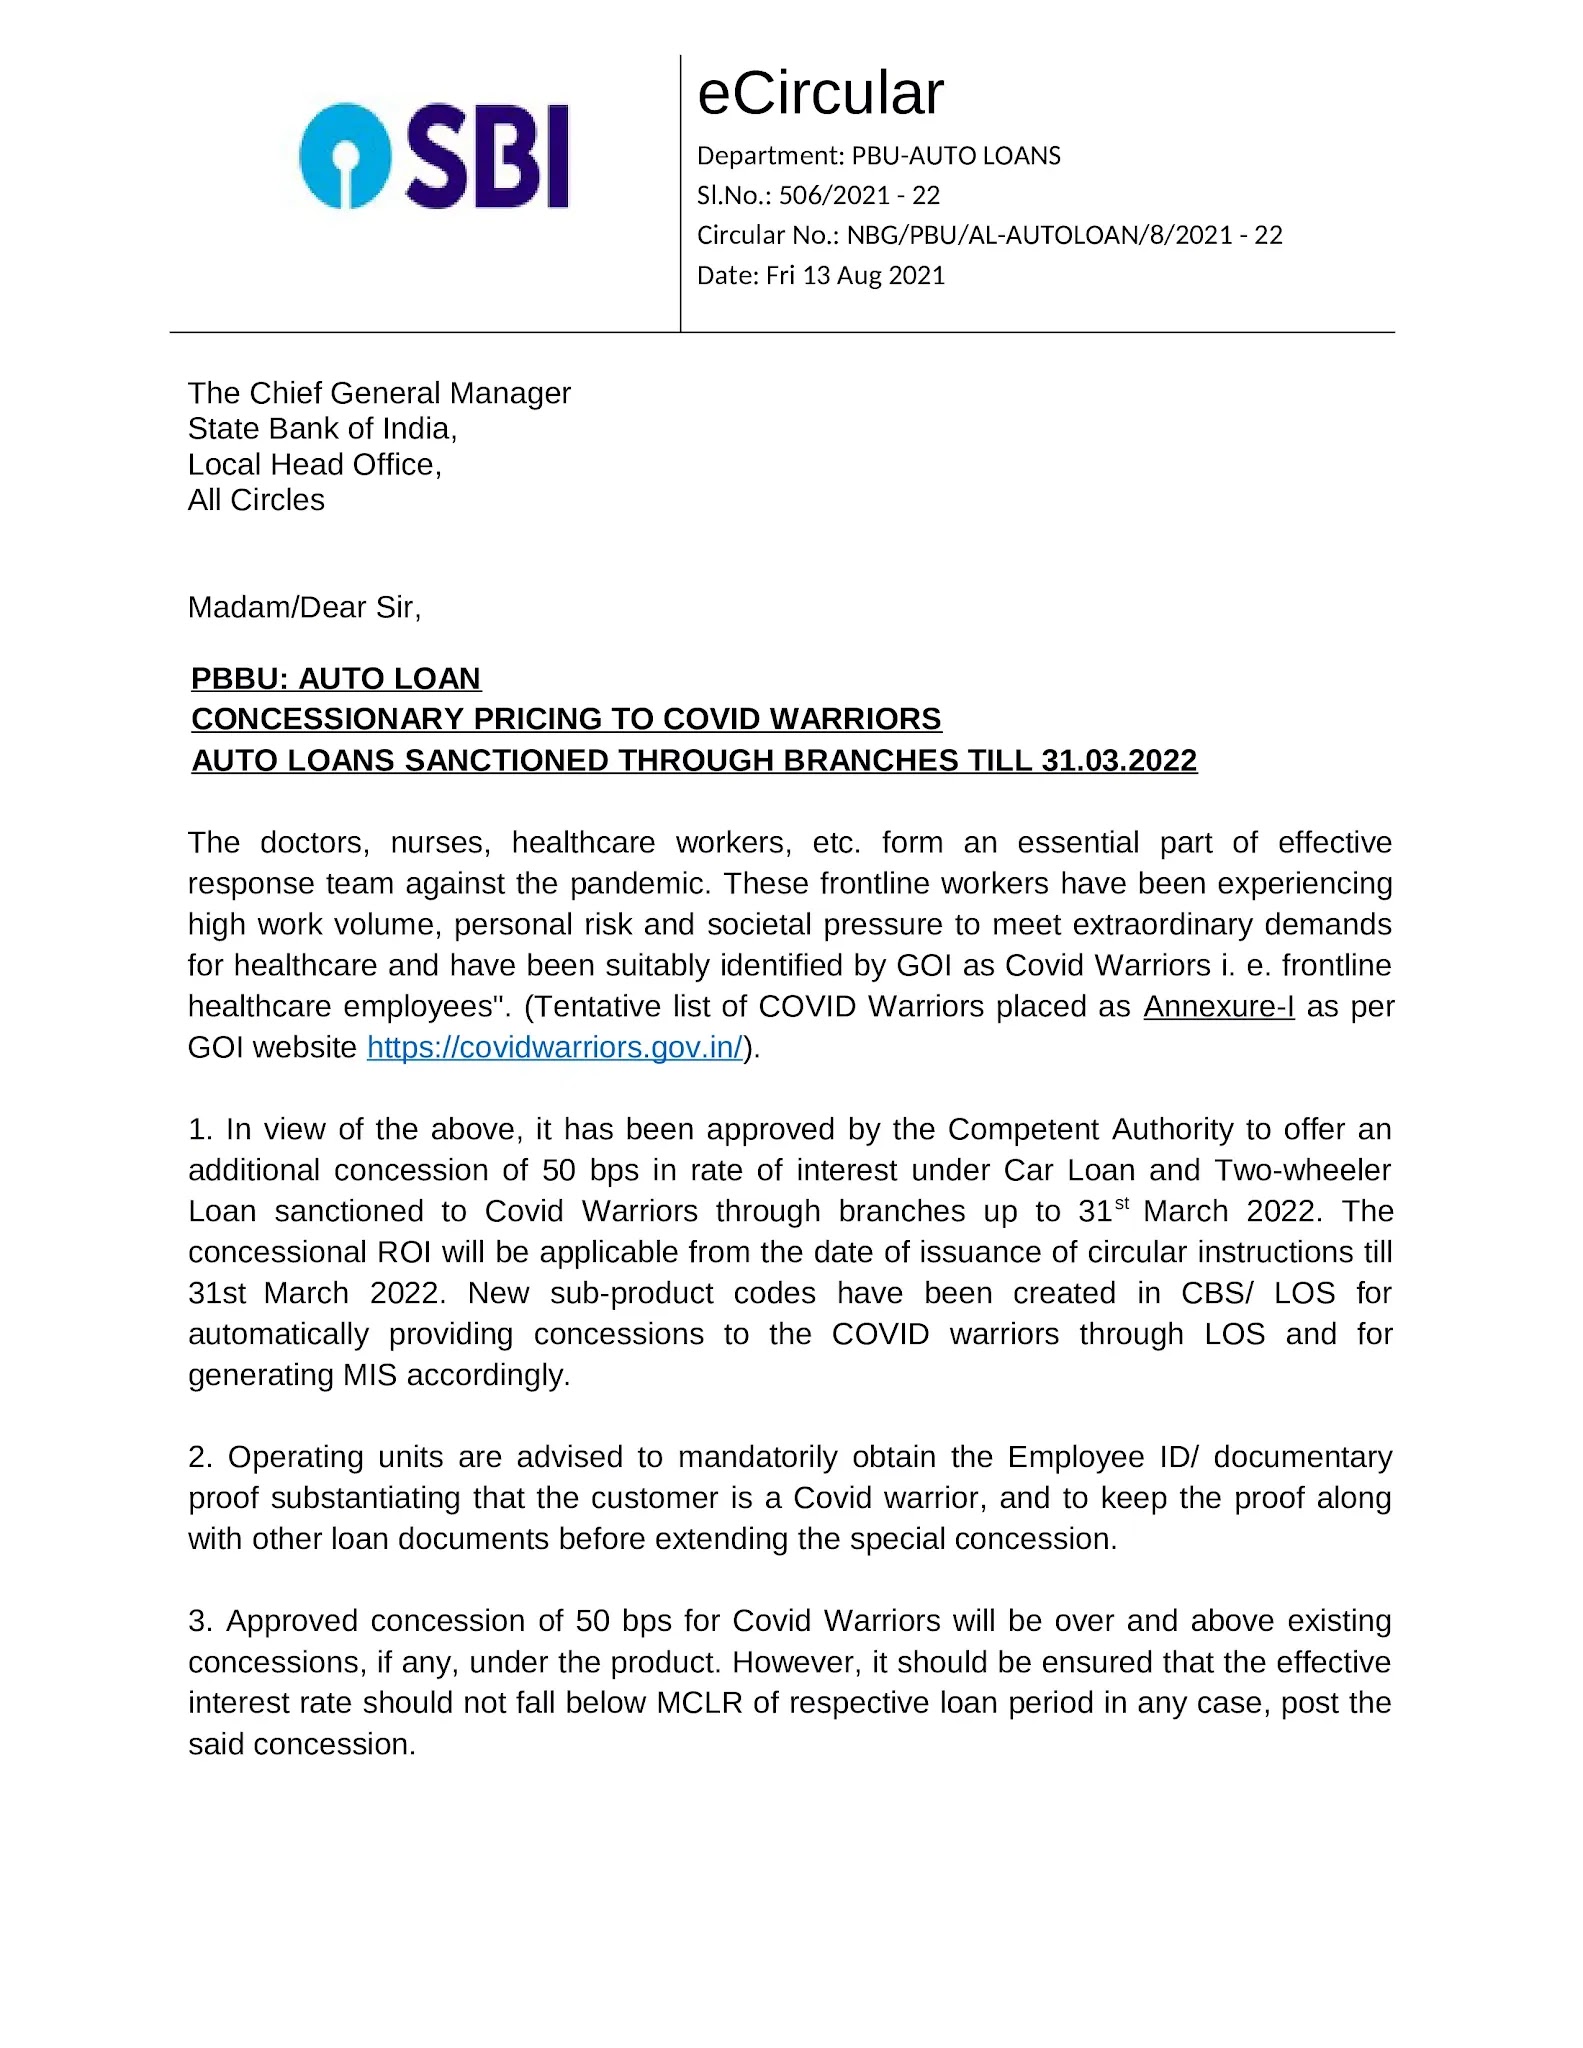 SBI
eCircular
Department: PBU-AUTO LOANS
Sl.No.: 506/2021 - 22
Circular No.: NBG/PBU/AL-AUTOLOAN/8/2021 - 22
Date: Fri 13 Aug 2021
The Chief General Manager
State Bank of India,
Local Head Office,
All Circles
Madam/Dear Sir,
PBBU: AUTO LOAN
CONCESSIONARY PRICING TO COVID WARRIORS
AUTO LOANS SANCTIONED THROUGH BRANCHES TILL 31.03.2022
The doctors, nurses, healthcare workers, etc. form an essential part of effective
response team against the pandemic. These frontline workers have been experiencing
high work volume, personal risk and societal pressure to meet extraordinary demands
for healthcare and have been suitably identified by GOI as Covid Warriors i. e. frontline
healthcare employees". (Tentative list of COVID Warriors placed as Annexure-I as per
GOI website https://covidwarriors.gov.in/).
1. In view of the above, it has been approved by the Competent Authority to offer an
additional concession of 50 bps in rate of interest under Car Loan and Two-wheeler
Loan sanctioned to Covid Warriors through branches up to 31st March 2022. The
concessional ROI will be applicable from the date of issuance of circular instructions till
31st March 2022. New sub-product codes have been created in CBS/ LOS for
automatically providing concessions to the COVID warriors through LOS and for
generating MIS accordingly.
2. Operating units are advised to mandatorily obtain the Employee ID/ documentary
proof substantiating that the customer is a Covid warrior, and to keep the proof along
with other loan documents before extending the special concession.
3. Approved concession of 50 bps for Covid Warriors will be over and above existing
concessions, if any, under the product. However, it should be ensured that the effective
interest rate should not fall below MCLR of respective loan period in any case, post the
said concession.